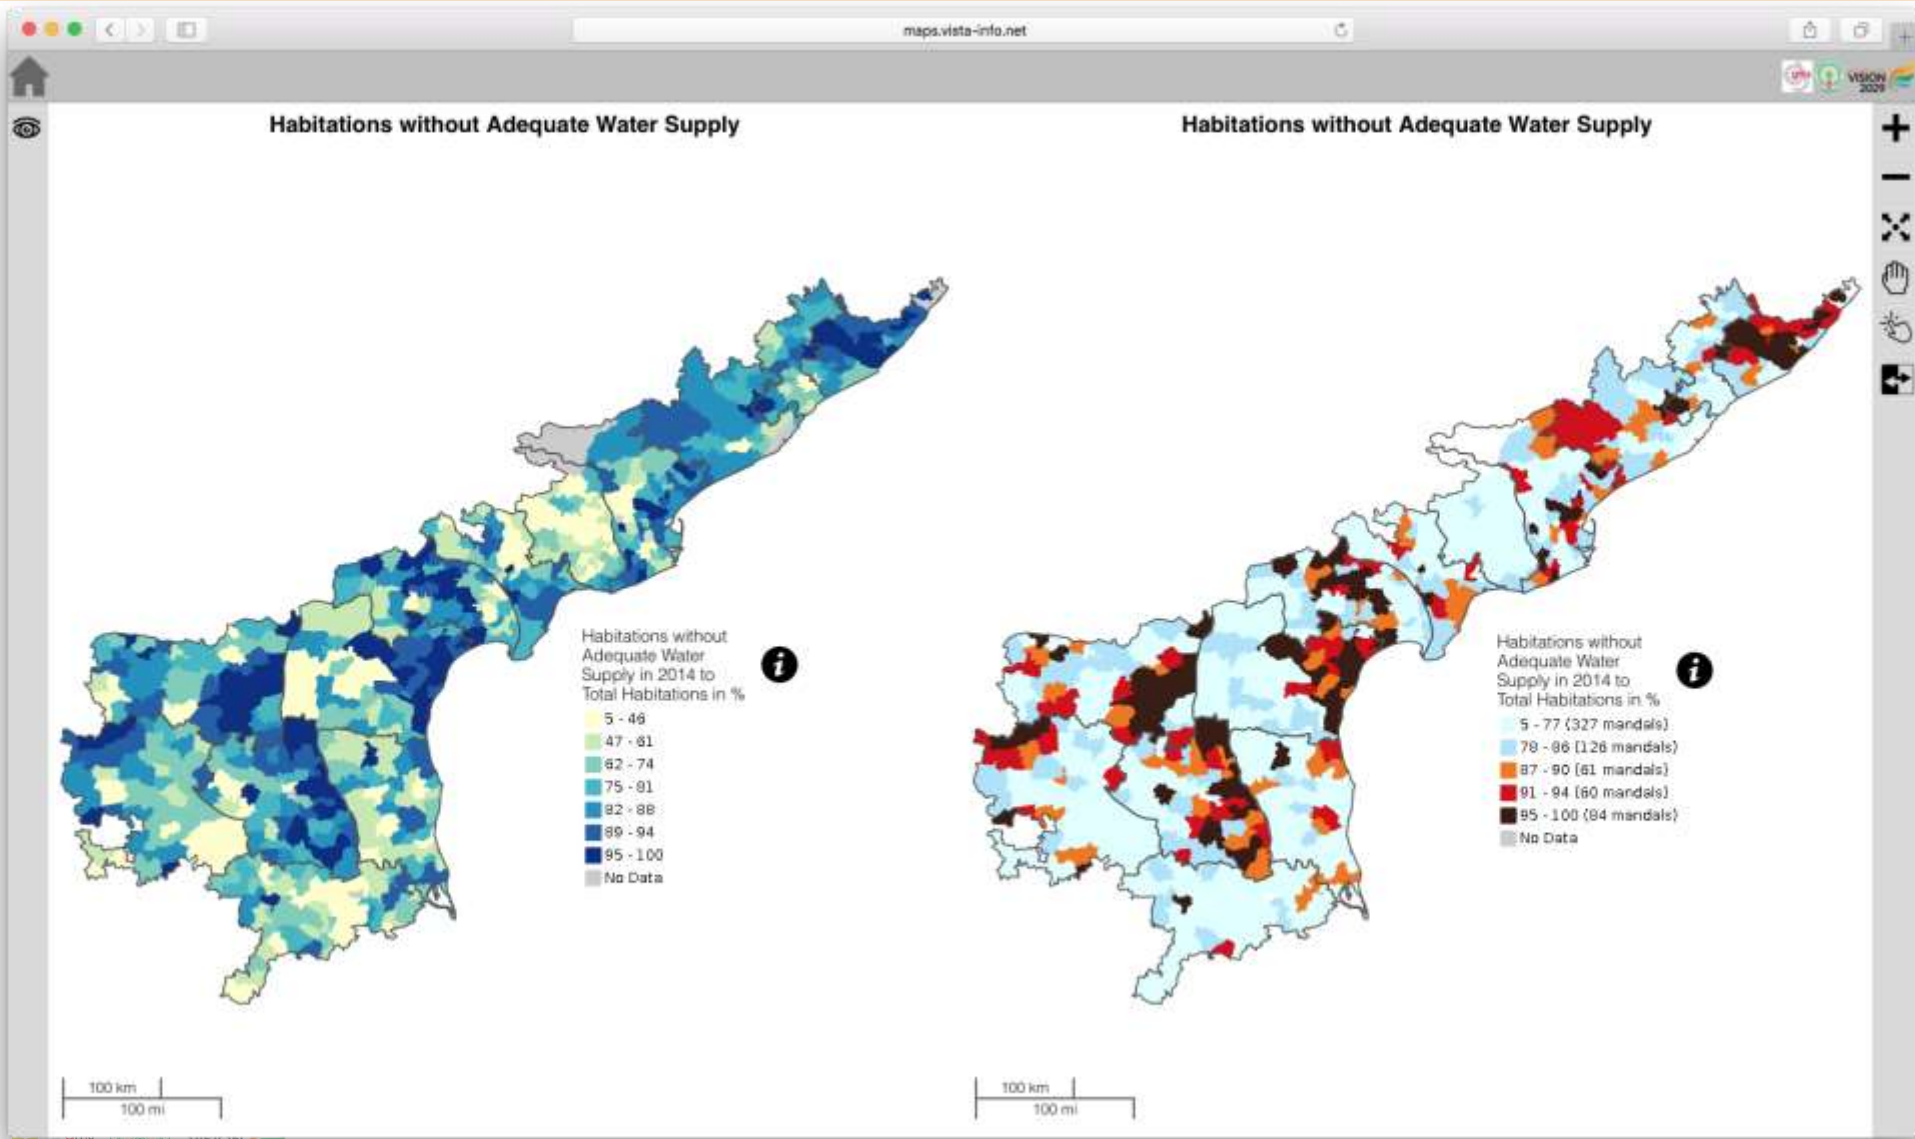 maps.vista-info.net
VISION
2029
Habitations without Adequate Water Supply
Habitations without
Adequate Water
Supply in 2014 to
Total Habitations in %
5 - 46
47 - 61
62 - 74
75 - 81
82 - 88
89 - 94
95 - 100
No Data
100 km
100 mi
Habitations without Adequate Water Supply
Habitations without
Adequate Water
Supply in 2014 to
Total Habitations in %
5 - 77 (327 mandals)
78 - 86 (126 mandals)
87 - 90 (61 mandals)
91 - 94 (60 mandals)
95 - 100 (84 mandals)
No Data
100 km
100 mi